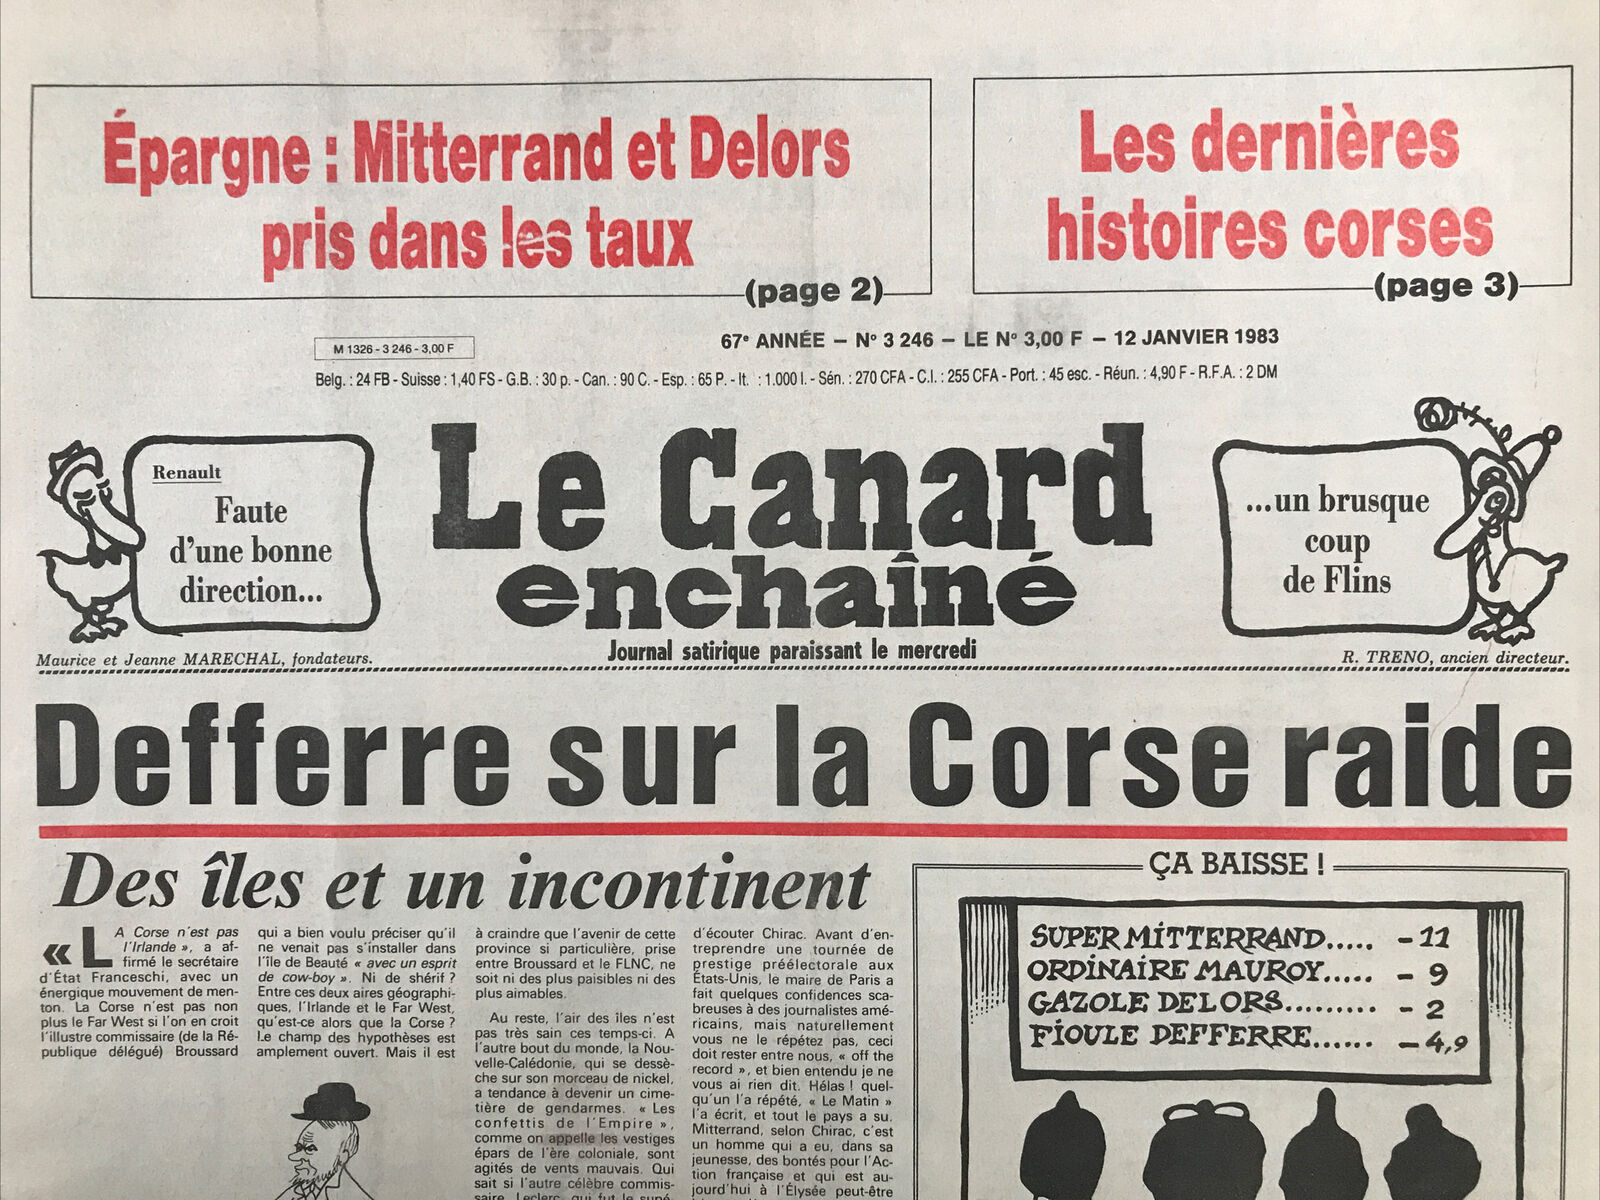 Épargne : Mitterrand et Delors
pris dans les taux
(page 2)
Les dernières
histoires corses
(page 3)
M 1326 - 3 246 - 3,00 F
67e ANNÉE – No 3 246 – LE No 3,00 F – 12 JANVIER 1983
Belg. : 24 FB - Suisse : 1,40 FS - G.B. : 30 p. - Can. : 90 C. - Esp. : 65 P. - It. : 1.000 l. - Sén. : 270 CFA - C.I. : 255 CFA - Port. : 45 esc. - Réun. : 4,90 F - R.F.A. : 2 DM
Renault
Faute
d'une bonne
direction...
Le Canard
enchaîné
Journal satirique paraissant le mercredi
...un brusque
coup
de Flins
Maurice et Jeanne MARECHAL, fondateurs.
R. TRENO, ancien directeur.
Defferre sur la Corse raide
Des îles et un incontinent
« LA Corse n'est pas
l'Irlande », a af-
firmé le secrétaire
d'État Franceschi, avec un
énergique mouvement de men-
ton. La Corse n'est pas non
plus le Far West si l'on en croit
l'illustre commissaire (de la Ré-
publique délégué) Broussard
qui a bien voulu préciser qu'il
ne venait pas s'installer dans
l'île de Beauté « avec un esprit
de cow-boy ». Ni de shérif ?
Entre ces deux aires géographi-
ques, l'Irlande et le Far West,
qu'est-ce alors que la Corse ?
Le champ des hypothèses est
amplement ouvert. Mais il est
à craindre que l'avenir de cette
province si particulière, prise
entre Broussard et le FLNC, ne
soit ni des plus paisibles ni des
plus aimables.
Au reste, l'air des îles n'est
pas très sain ces temps-ci. A
l'autre bout du monde, la Nou-
velle-Calédonie, qui se dessè-
che sur son morceau de nickel,
a tendance à devenir un cime-
tière de gendarmes. « Les
confettis de l'Empire »,
comme on appelle les vestiges
épars de l'ère coloniale, sont
agités de vents mauvais. Qui
sait si l'autre célèbre commis-
saire, Leclerc, qui fut le supé-
d'écouter Chirac. Avant d'en-
treprendre une tournée de
prestige préélectorale aux
États-Unis, le maire de Paris a
fait quelques confidences sca-
breuses à des journalistes amé-
ricains, mais naturellement
vous ne le répétez pas, ceci
doit rester entre nous, « off the
record », et bien entendu je ne
vous ai rien dit. Hélas ! quel-
qu'un l'a répété, « Le Matin »
l'a écrit, et tout le pays a su.
Mitterrand, selon Chirac, c'est
un homme qui a eu, dans sa
jeunesse, des bontés pour l'Ac-
tion française et qui est au-
jourd'hui à l'Élysée peut-être
ÇA BAISSE !
SUPER MITTERRAND..... - 11
ORDINAIRE MAUROY..... - 9
GAZOLE DELORS......... - 2
FIOULE DEFFERRE...... - 4,9